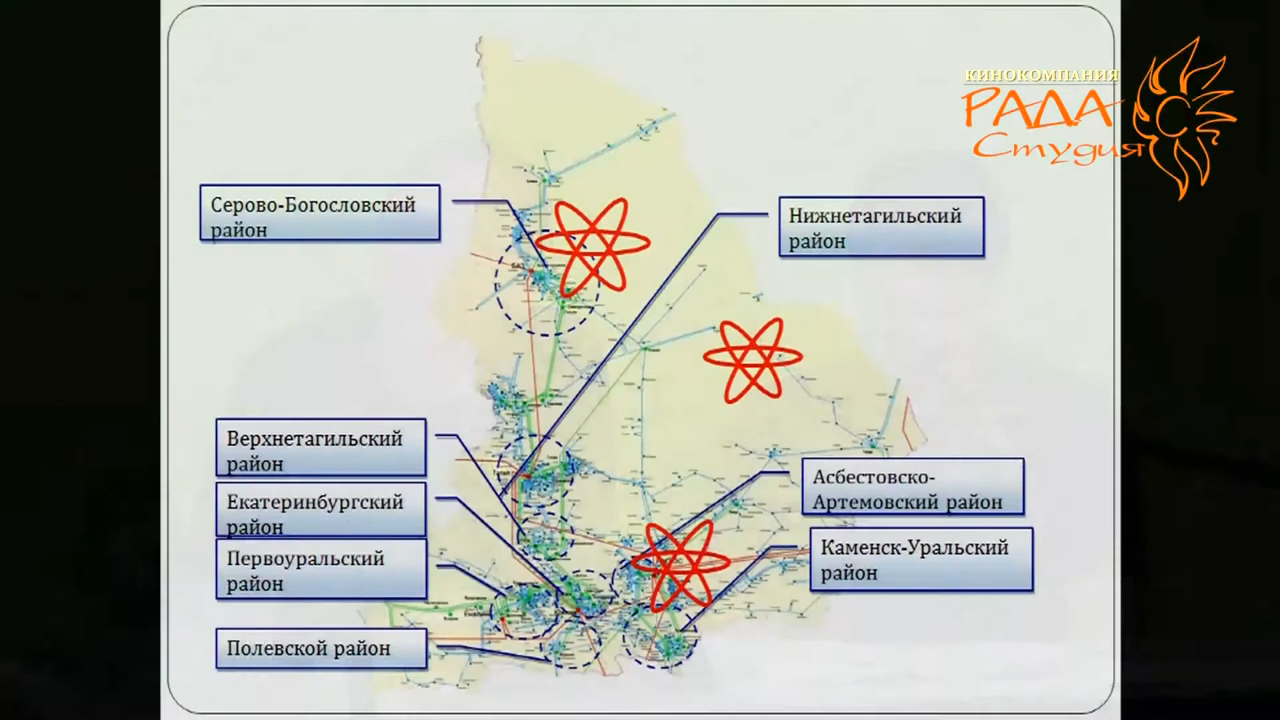 КИНОКОМПАНИЯ
РАДА
Студия
Серово-Богословский
район
Нижнетагильский
район
Верхнетагильский
район
Екатеринбургский
район
Первоуральский
район
Полевской район
Асбестовско-
Артемовский район
Каменск-Уральский
район